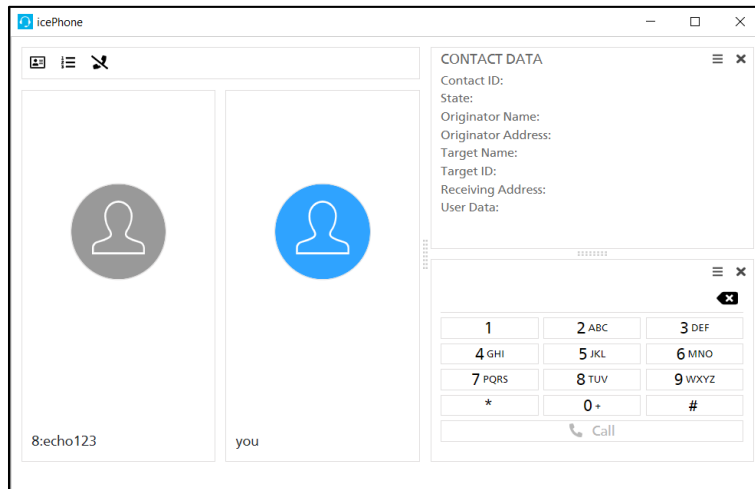 icePhone
CONTACT DATA
Contact ID:
State:
Originator Name:
Originator Address:
Target Name:
Target ID:
Receiving Address:
User Data:
1 2 ABC 3 DEF
4 GHI 5 JKL 6 MNO
7 PQRS 8 TUV 9 WXYZ
* 0 + #
Call
8:echo123
you